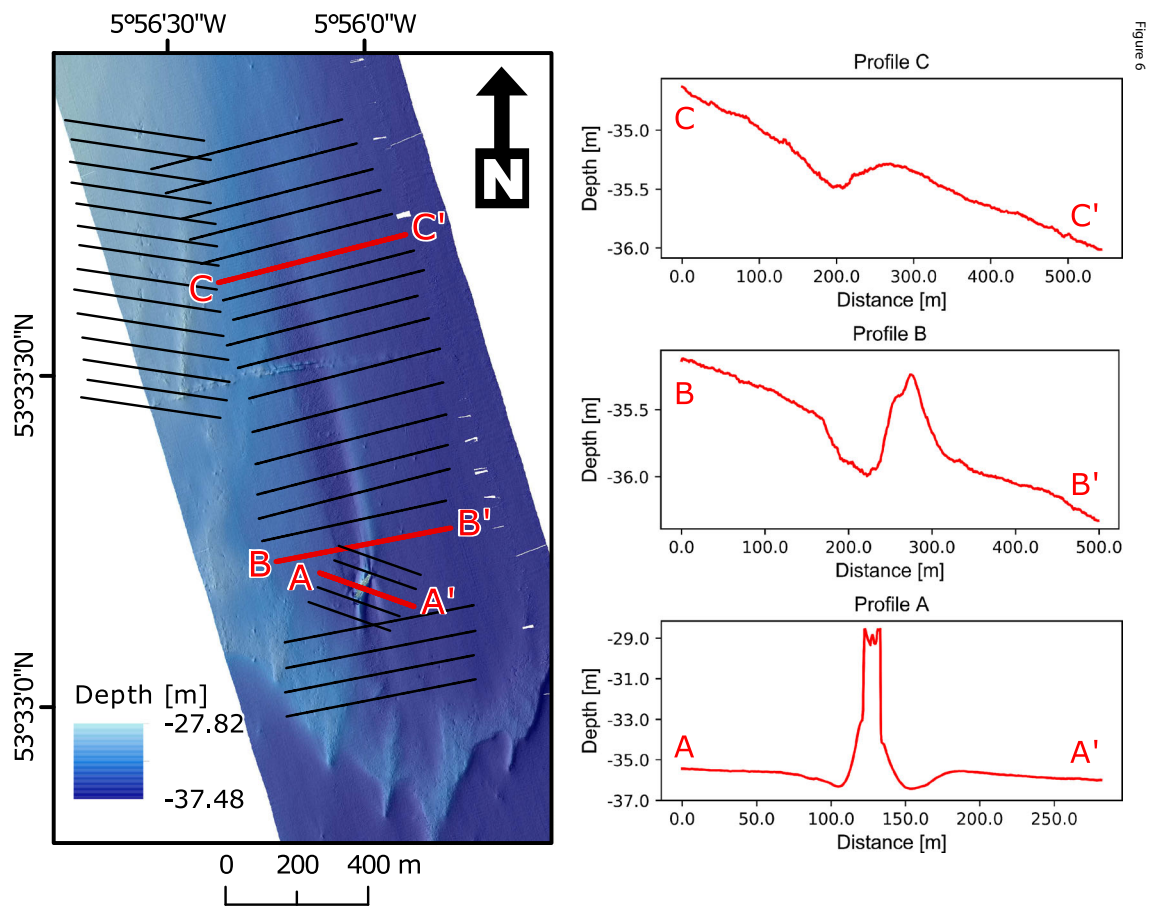 Figure 6
5°56'30"W
5°56'0"W
53°33'30"N
53°33'0"N
N
C
C'
B
B'
A
A'
Depth [m]
-27.82
-37.48
0
200
400 m
Profile C
Depth [m]
-35.0
-35.5
-36.0
C
C'
0.0
100.0
200.0
300.0
400.0
500.0
Distance [m]
Profile B
Depth [m]
-35.5
-36.0
B
B'
0.0
100.0
200.0
300.0
400.0
500.0
Distance [m]
Profile A
Depth [m]
-29.0
-31.0
-33.0
-35.0
-37.0
A
A'
0.0
50.0
100.0
150.0
200.0
250.0
Distance [m]